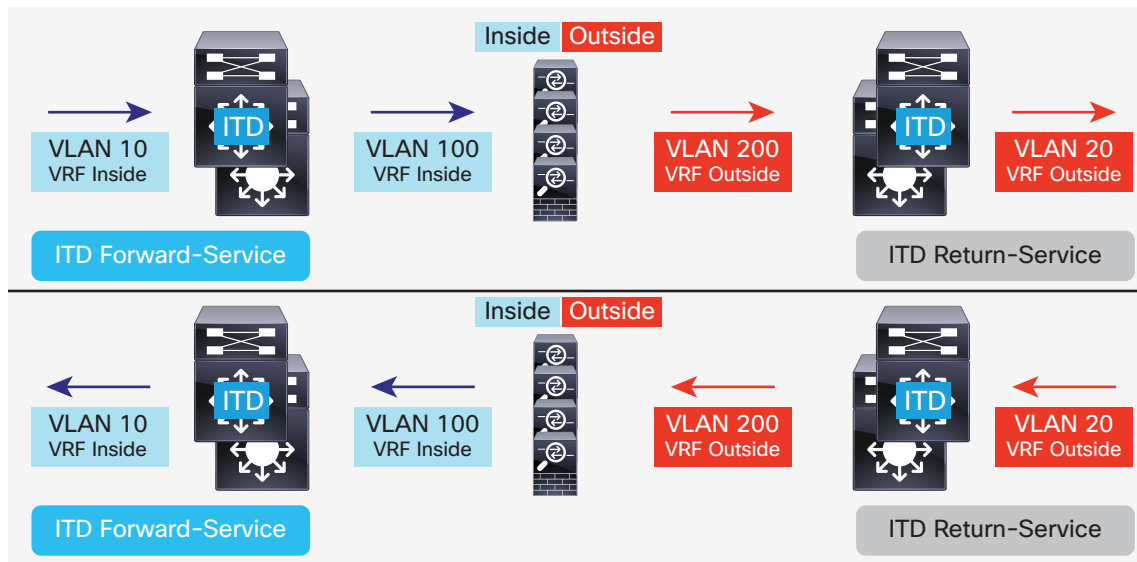 Inside Outside
ITD
ITD
VLAN 10
VRF Inside
VLAN 100
VRF Inside
VLAN 200
VRF Outside
VLAN 20
VRF Outside
ITD Forward-Service
ITD Return-Service
Inside Outside
ITD
ITD
VLAN 10
VRF Inside
VLAN 100
VRF Inside
VLAN 200
VRF Outside
VLAN 20
VRF Outside
ITD Forward-Service
ITD Return-Service